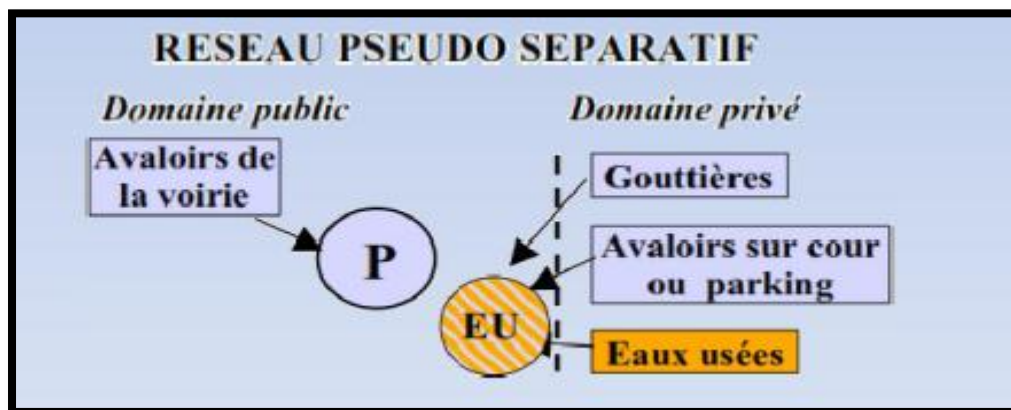 RESEAU PSEUDO SEPARATIF
Domaine public
Domaine privé
Avaloirs de
la voirie
Gouttières
P
Avaloirs sur cour
ou parking
EU
Eaux usées